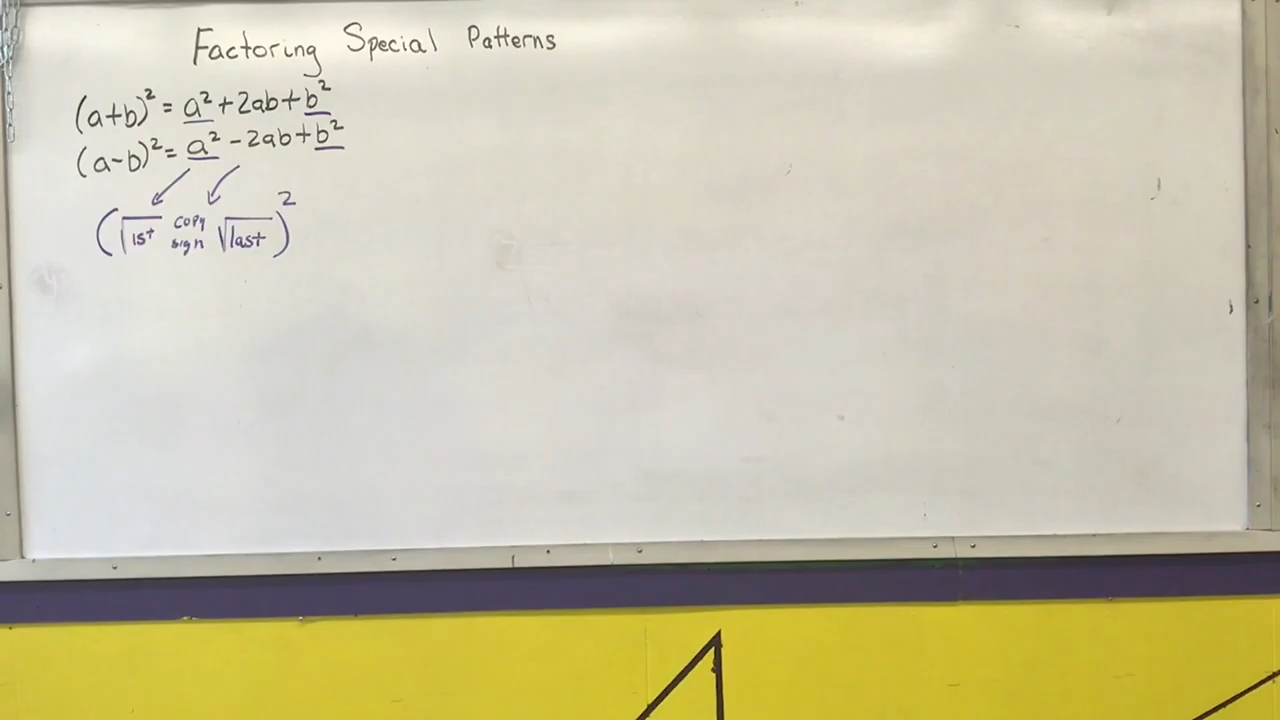 Factoring Special Patterns
(a+b)² = a² + 2ab + b²
(a-b)² = a² - 2ab + b²
(√1st copy sign √last)²